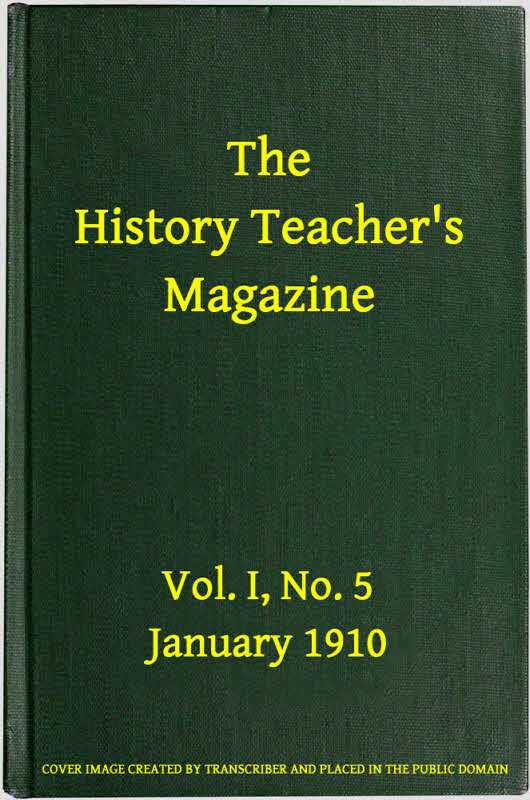 The
History Teacher's
Magazine
Vol. I, No. 5
January 1910
COVER IMAGE CREATED BY TRANSCRIBER AND PLACED IN THE PUBLIC DOMAIN